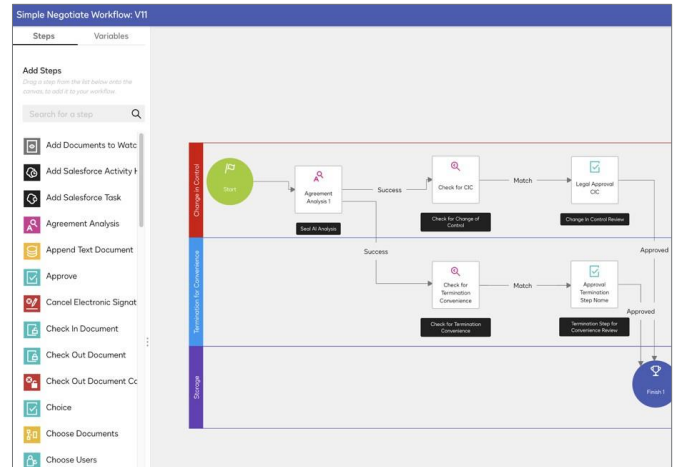 Simple Negotiate Workflow: V11
Steps Variables
Add Steps
Drag a step from the list below onto the
canvas, to add it to your workflow.
Search for a step
Add Documents to Watc
Add Salesforce Activity H
Add Salesforce Task
Agreement Analysis
Append Text Document
Approve
Cancel Electronic Signat
Check In Document
Check Out Document
Check Out Document Cc
Choice
Choose Documents
Choose Users
Change in Control
Start
Agreement
Analysis 1
Seal AI Analysis
Success
Check for CIC
Check for Change of
Control
Match
Legal Approval
CIC
Change In Control Review
Approved
Termination for Convenience
Success
Check for
Termination
Convenience
Check for Termination
Convenience
Match
Approval
Termination
Step Name
Termination Step for
Convenience Review
Approved
Storage
Finish 1